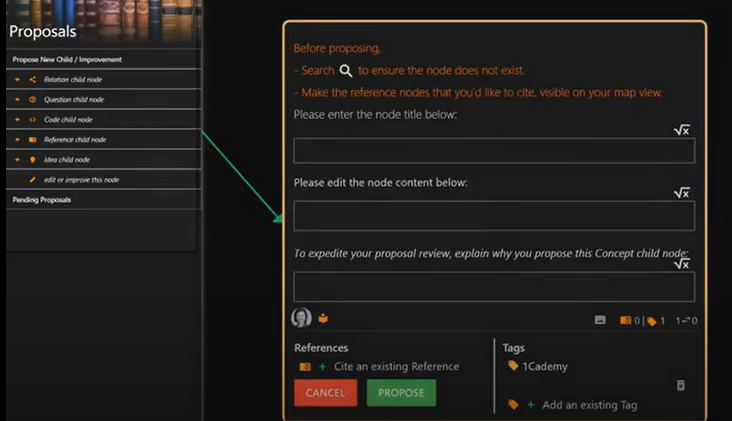 Proposals
Propose New Child / Improvement
+ Relation child node
+ Question child node
+ Code child node
+ Reference child node
+ Idea child node
edit or improve this node
Pending Proposals
Before proposing,
- Search to ensure the node does not exist.
- Make the reference nodes that you'd like to cite, visible on your map view.
Please enter the node title below:
√x
Please edit the node content below:
√x
To expedite your proposal review, explain why you propose this Concept child node:
√x
0 | 1 1 0
References
+ Cite an existing Reference
CANCEL
PROPOSE
Tags
1Cademy
+ Add an existing Tag